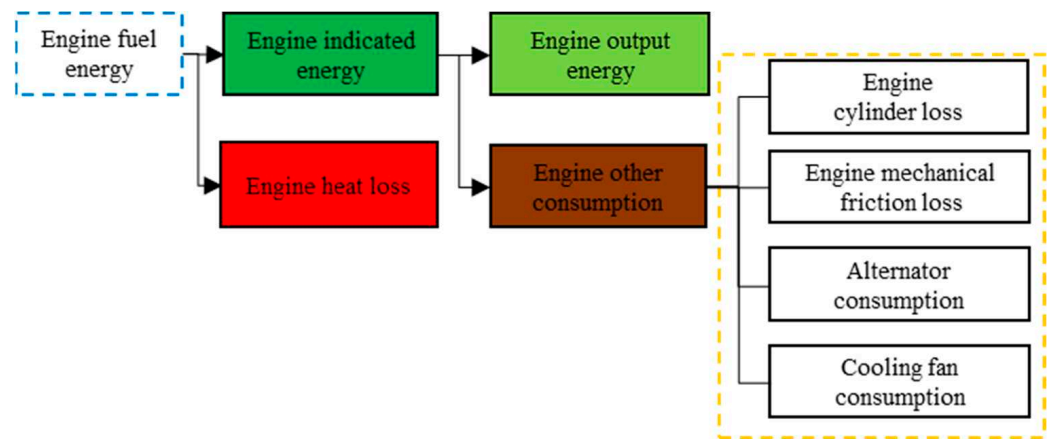 Engine fuel
energy
Engine indicated
energy
Engine output
energy
Engine heat loss
Engine other
consumption
Engine
cylinder loss
Engine mechanical
friction loss
Alternator
consumption
Cooling fan
consumption